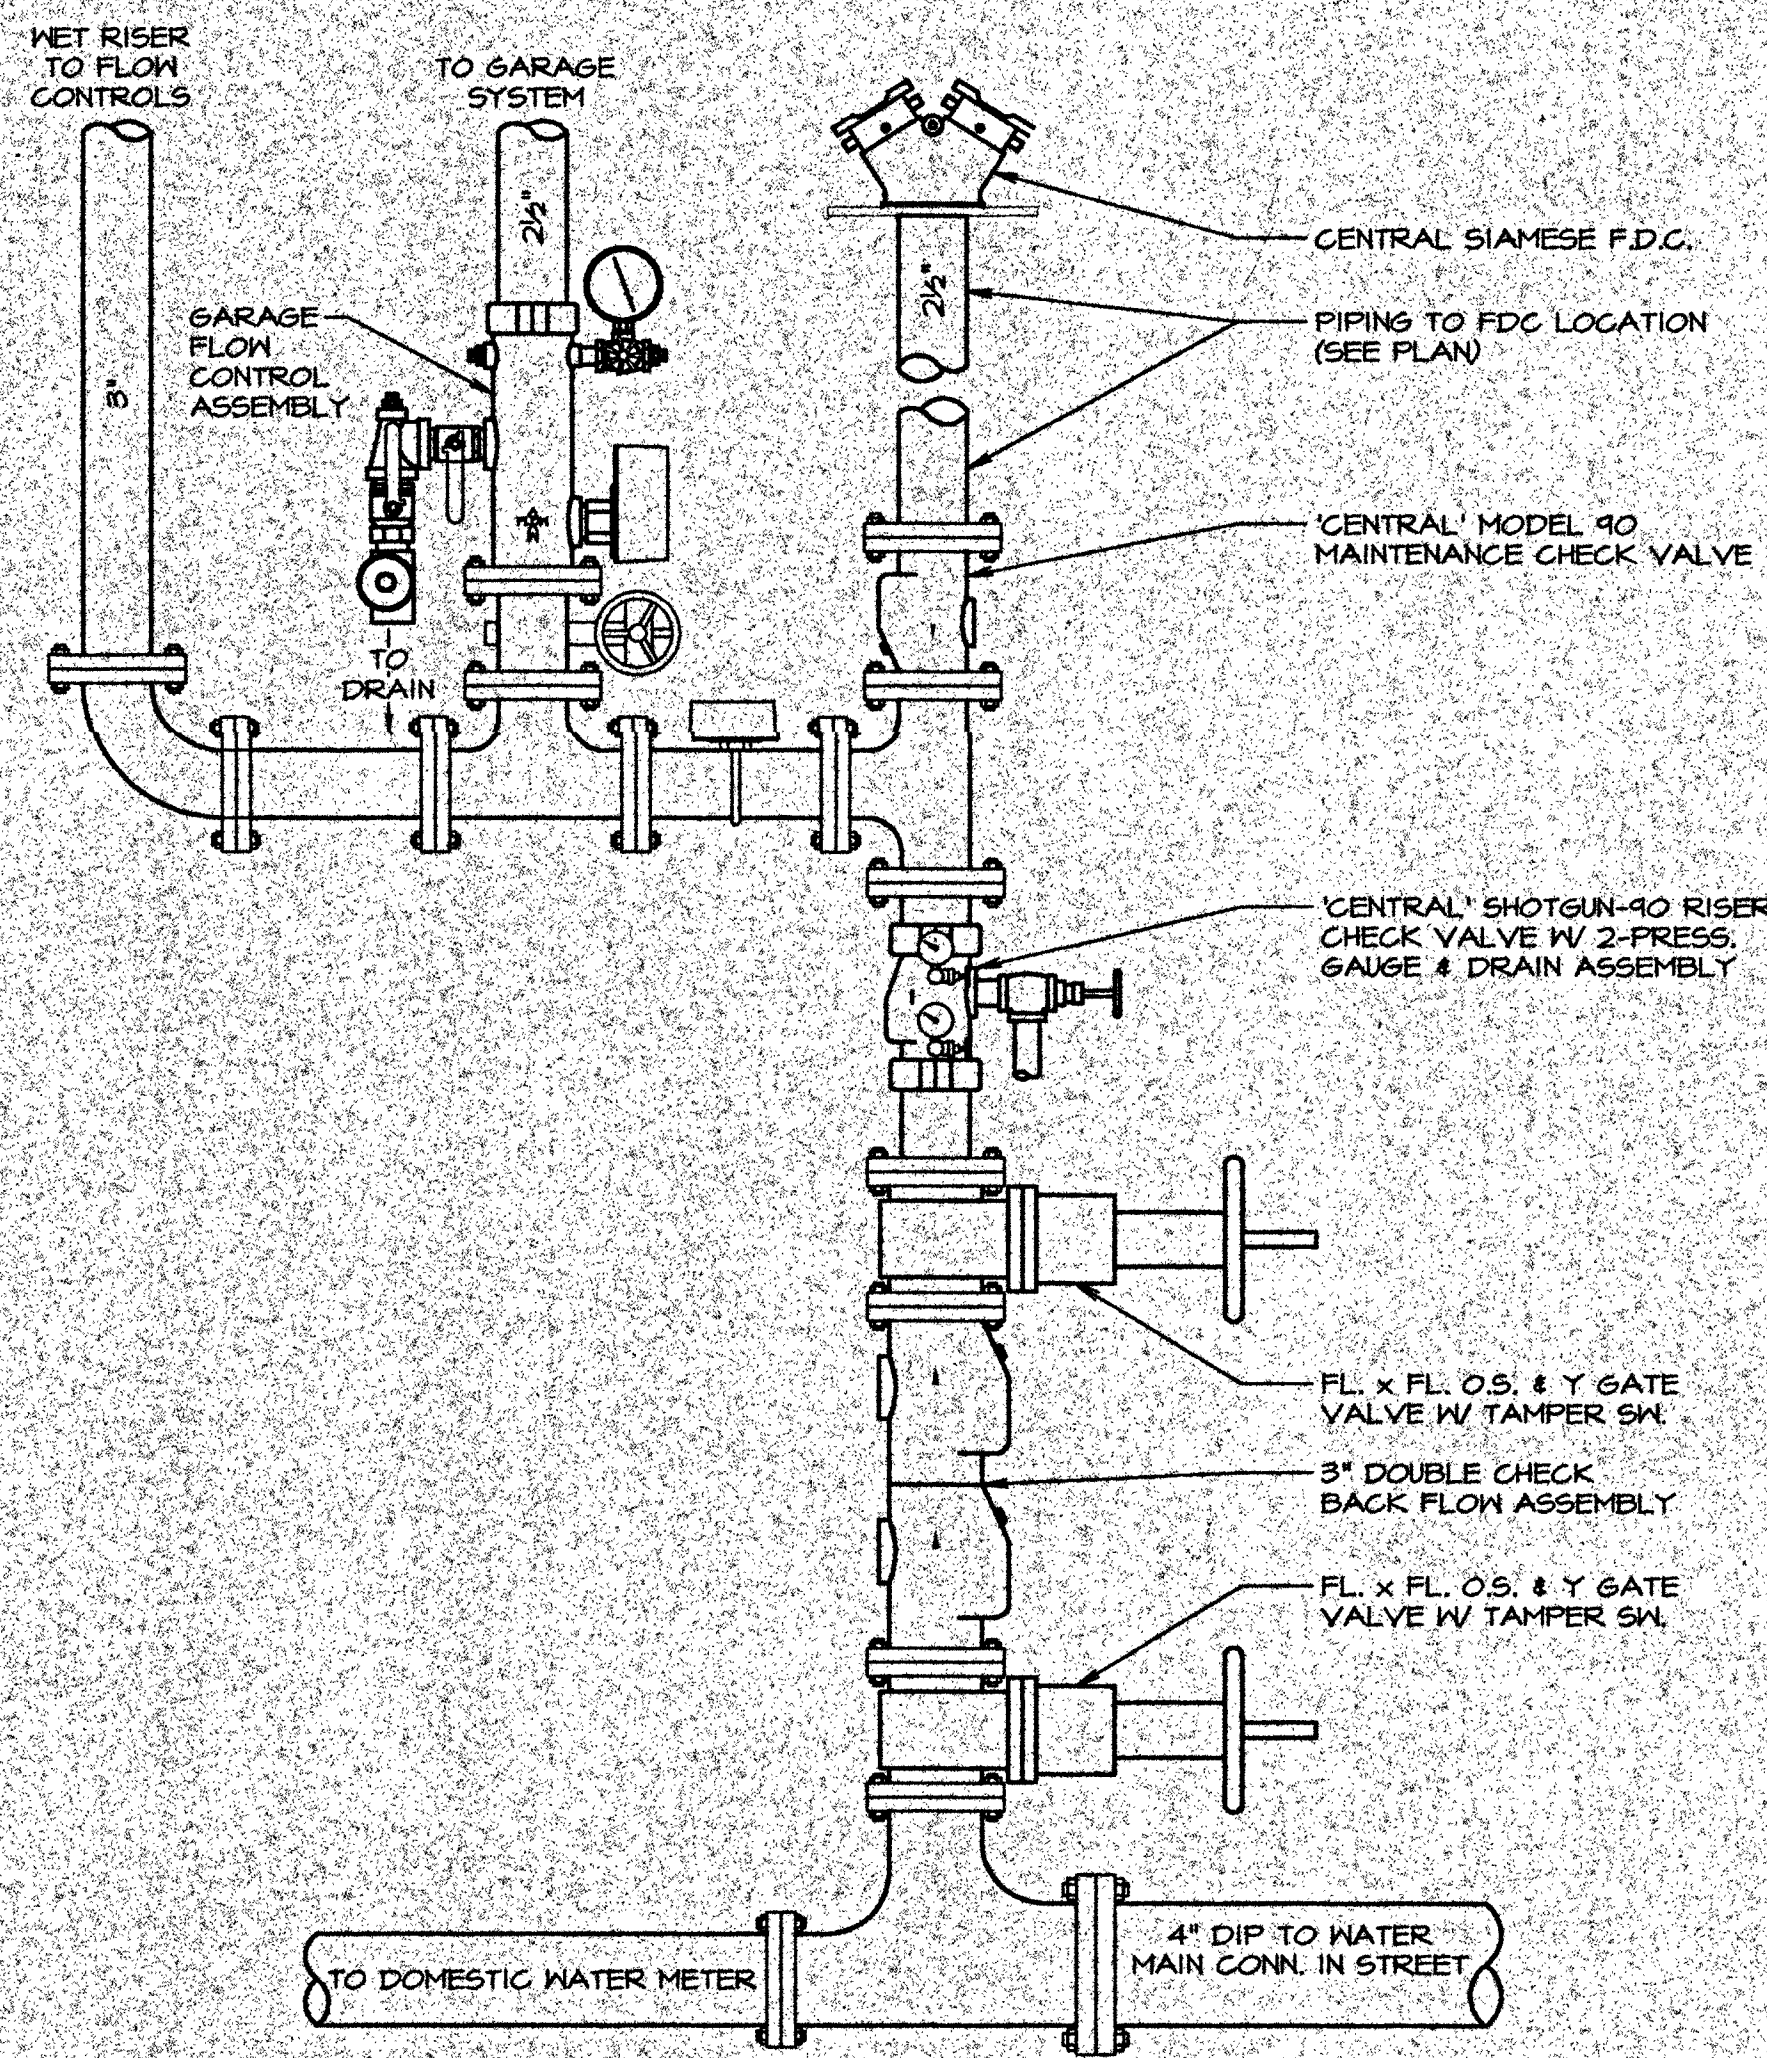 WET RISER
TO FLOW
CONTROLS
TO GARAGE
SYSTEM
2½"
CENTRAL SIAMESE F.D.C.
2½"
GARAGE
FLOW
CONTROL
ASSEMBLY
PIPING TO FDC LOCATION
(SEE PLAN)
3"
'CENTRAL' MODEL 90
MAINTENANCE CHECK VALVE
TO
DRAIN
'CENTRAL' SHOTGUN-90 RISER
CHECK VALVE W/ 2-PRESS.
GAUGE & DRAIN ASSEMBLY
FL. x FL. O.S. & Y GATE
VALVE W/ TAMPER SW.
3" DOUBLE CHECK
BACK FLOW ASSEMBLY
FL. x FL. O.S. & Y GATE
VALVE W/ TAMPER SW.
4" DIP TO WATER
MAIN CONN. IN STREET
TO DOMESTIC WATER METER